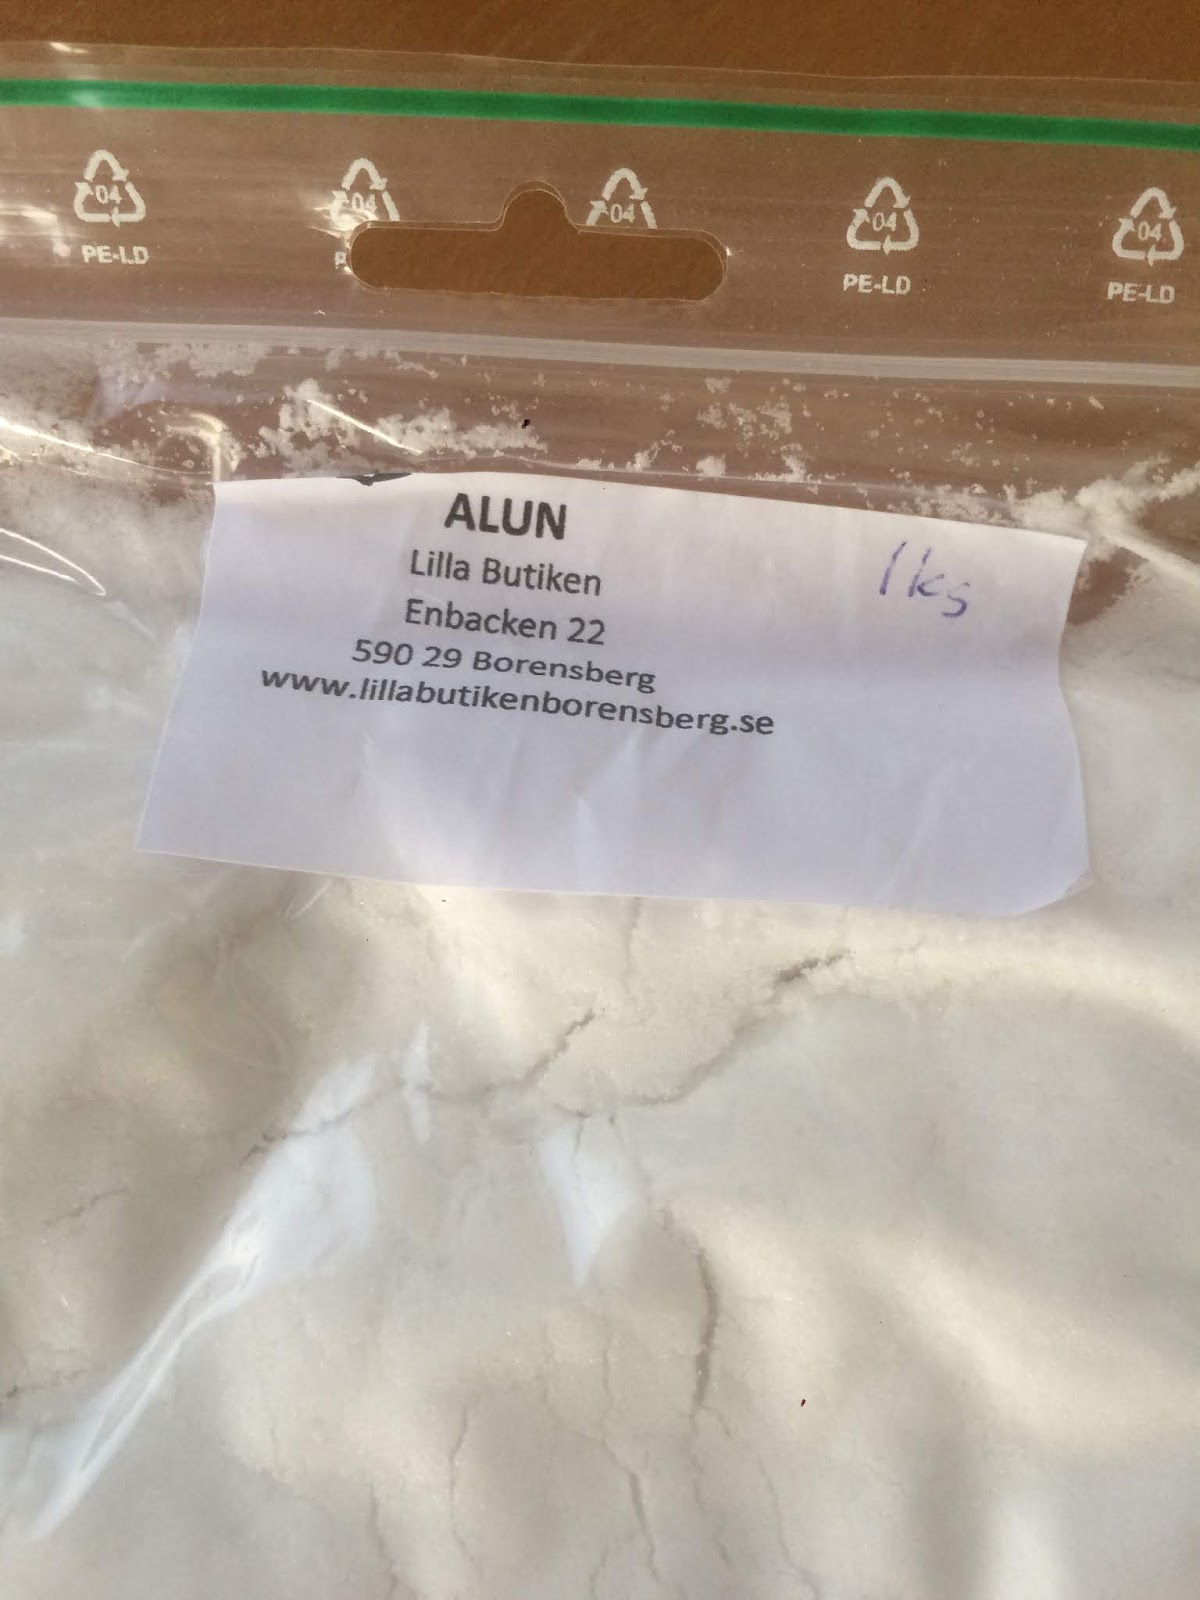 04 04 04 04 04
PE-LD PE-LD PE-LD
ALUN
1kg
Lilla Butiken
Enbacken 22
590 29 Borensberg
www.lillabutikenborensberg.se